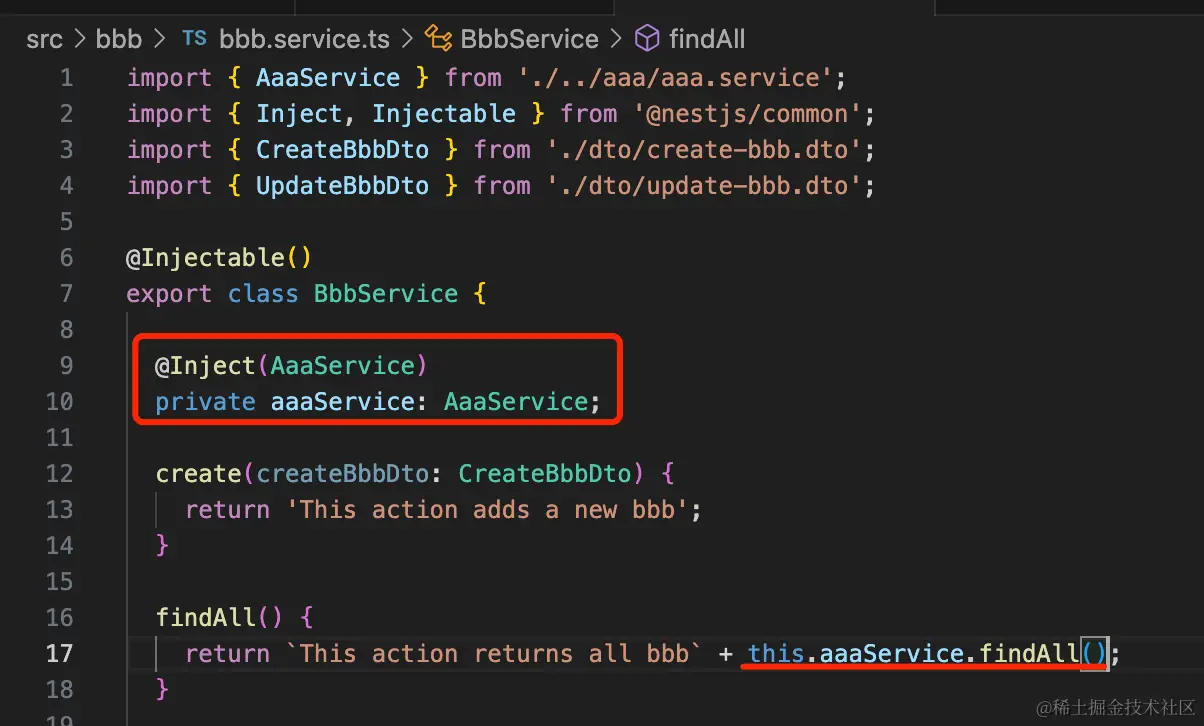 src > bbb > TS bbb.service.ts > BbbService > findAll
1 import { AaaService } from './../aaa/aaa.service';
2 import { Inject, Injectable } from '@nestjs/common';
3 import { CreateBbbDto } from './dto/create-bbb.dto';
4 import { UpdateBbbDto } from './dto/update-bbb.dto';
5
6 @Injectable()
7 export class BbbService {
8
9 @Inject(AaaService)
10 private aaaService: AaaService;
11
12 create(createBbbDto: CreateBbbDto) {
13 return 'This action adds a new bbb';
14 }
15
16 findAll() {
17 return `This action returns all bbb` + this.aaaService.findAll();
18 }
19
@稀土掘金技术社区